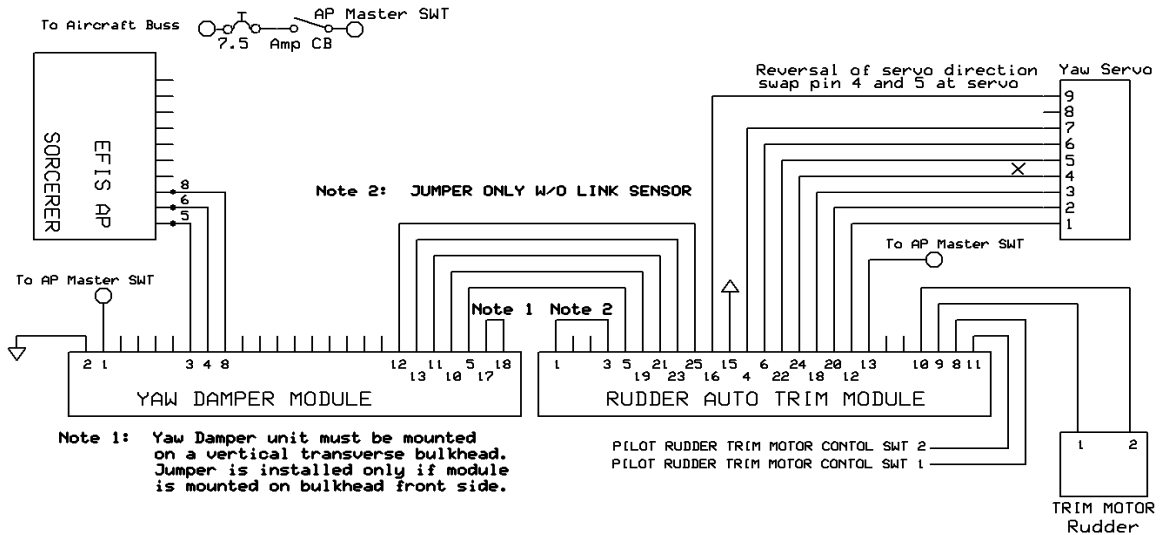 To Aircraft Buss
AP Master SWT
7.5 Amp CB
SORCERER
EFIS AP
8
6
5
Reversal of servo direction
swap pin 4 and 5 at servo
Yaw Servo
9
8
7
6
5
4
3
2
1
Note 2: JUMPER ONLY W/O LINK SENSOR
To AP Master SWT
To AP Master SWT
Note 1
Note 2
2 1 3 4 8 12 11 5 18
13 10 17
YAW DAMPER MODULE
1 3 5 21 25 15 6 24 20 13 10 9 8 11
19 23 16 4 22 18 12
RUDDER AUTO TRIM MODULE
Note 1: Yaw Damper unit must be mounted
on a vertical transverse bulkhead.
Jumper is installed only if module
is mounted on bulkhead front side.
PILOT RUDDER TRIM MOTOR CONTOL SWT 2
PILOT RUDDER TRIM MOTOR CONTOL SWT 1
1 2
TRIM MOTOR
Rudder